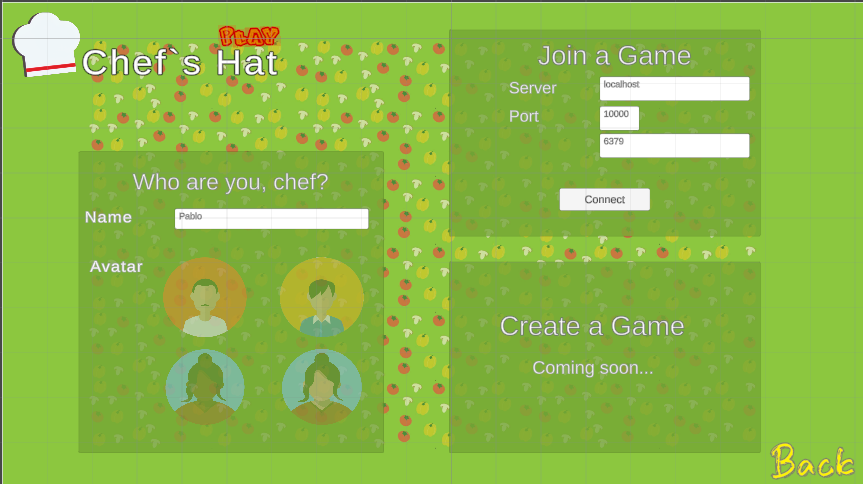 PLAY
Chef`s Hat
Who are you, chef?
Name
Pablo
Avatar
Join a Game
Server
localhost
Port
10000
6379
Connect
Create a Game
Coming soon...
Back